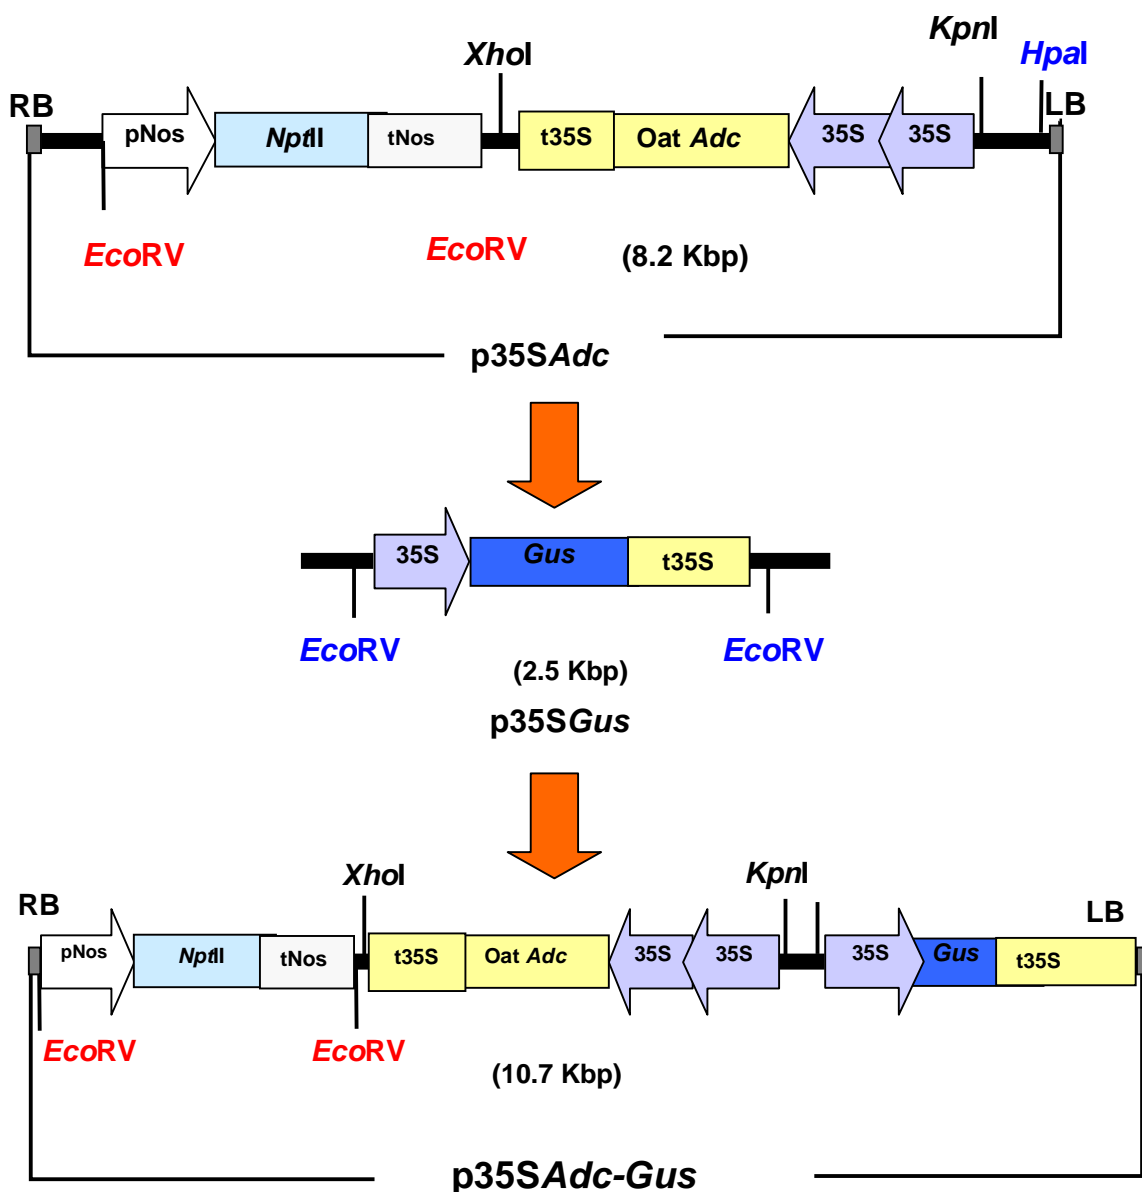 XhoI
KpnI
HpaI
RB
LB
pNos
NptII
tNos
t35S
Oat Adc
35S
35S
EcoRV
EcoRV
(8.2 Kbp)
p35SAdc
35S
Gus
t35S
EcoRV
EcoRV
(2.5 Kbp)
p35SGus
XhoI
KpnI
RB
LB
pNos
NptII
tNos
t35S
Oat Adc
35S
35S
35S
Gus
t35S
EcoRV
EcoRV
(10.7 Kbp)
p35SAdc-Gus